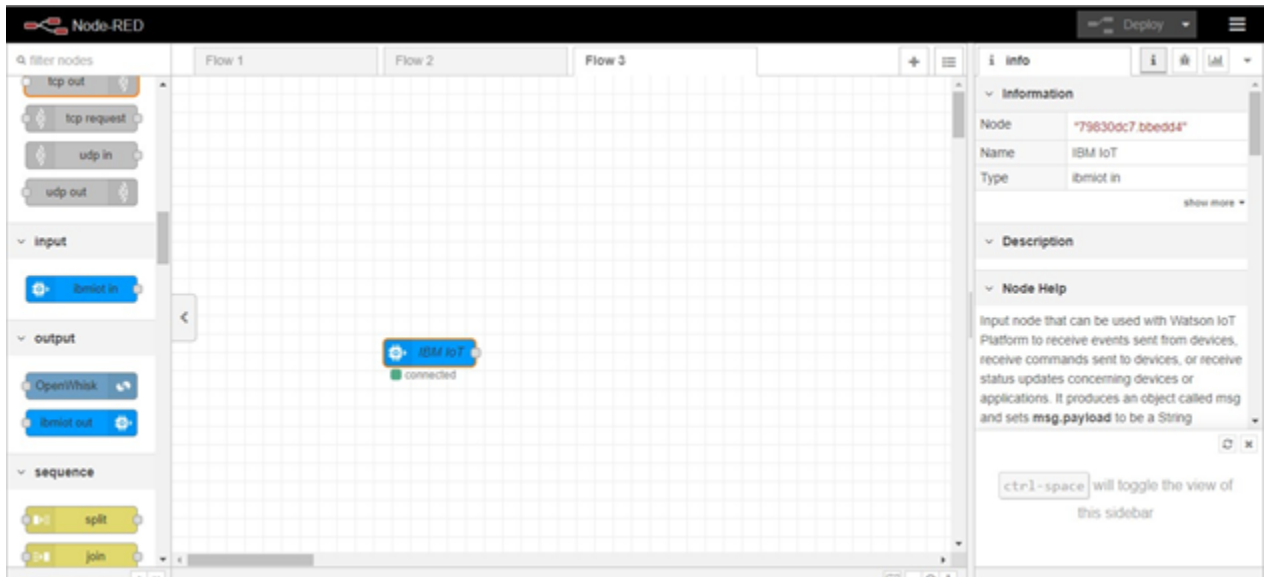 Node-RED
Deploy
filter nodes
Flow 1
Flow 2
Flow 3
i info
i
tcp out
tcp request
udp in
udp out
input
ibmiot in
output
OpenWhisk
ibmiot out
sequence
split
join
IBM IoT
connected
Information
Node "79830dc7.bbedd4"
Name IBM IoT
Type ibmiot in
show more
Description
Node Help
Input node that can be used with Watson IoT
Platform to receive events sent from devices,
receive commands sent to devices, or receive
status updates concerning devices or
applications. It produces an object called msg
and sets msg.payload to be a String
ctrl-space will toggle the view of
this sidebar